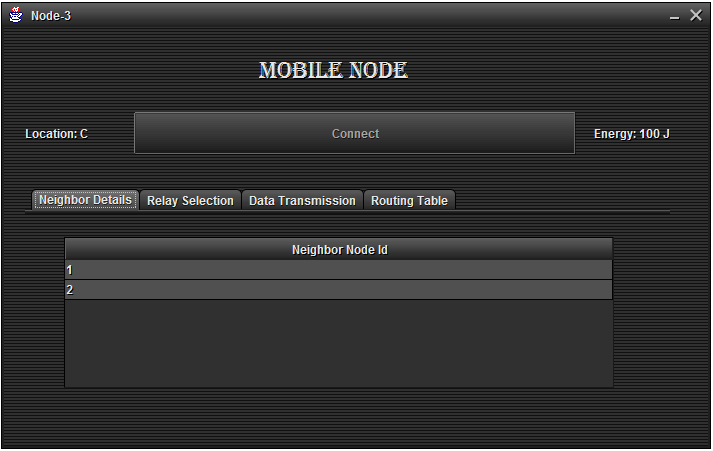 Node-3
MOBILE NODE
Location: C
Connect
Energy: 100 J
Neighbor Details
Relay Selection
Data Transmission
Routing Table
Neighbor Node Id
1
2